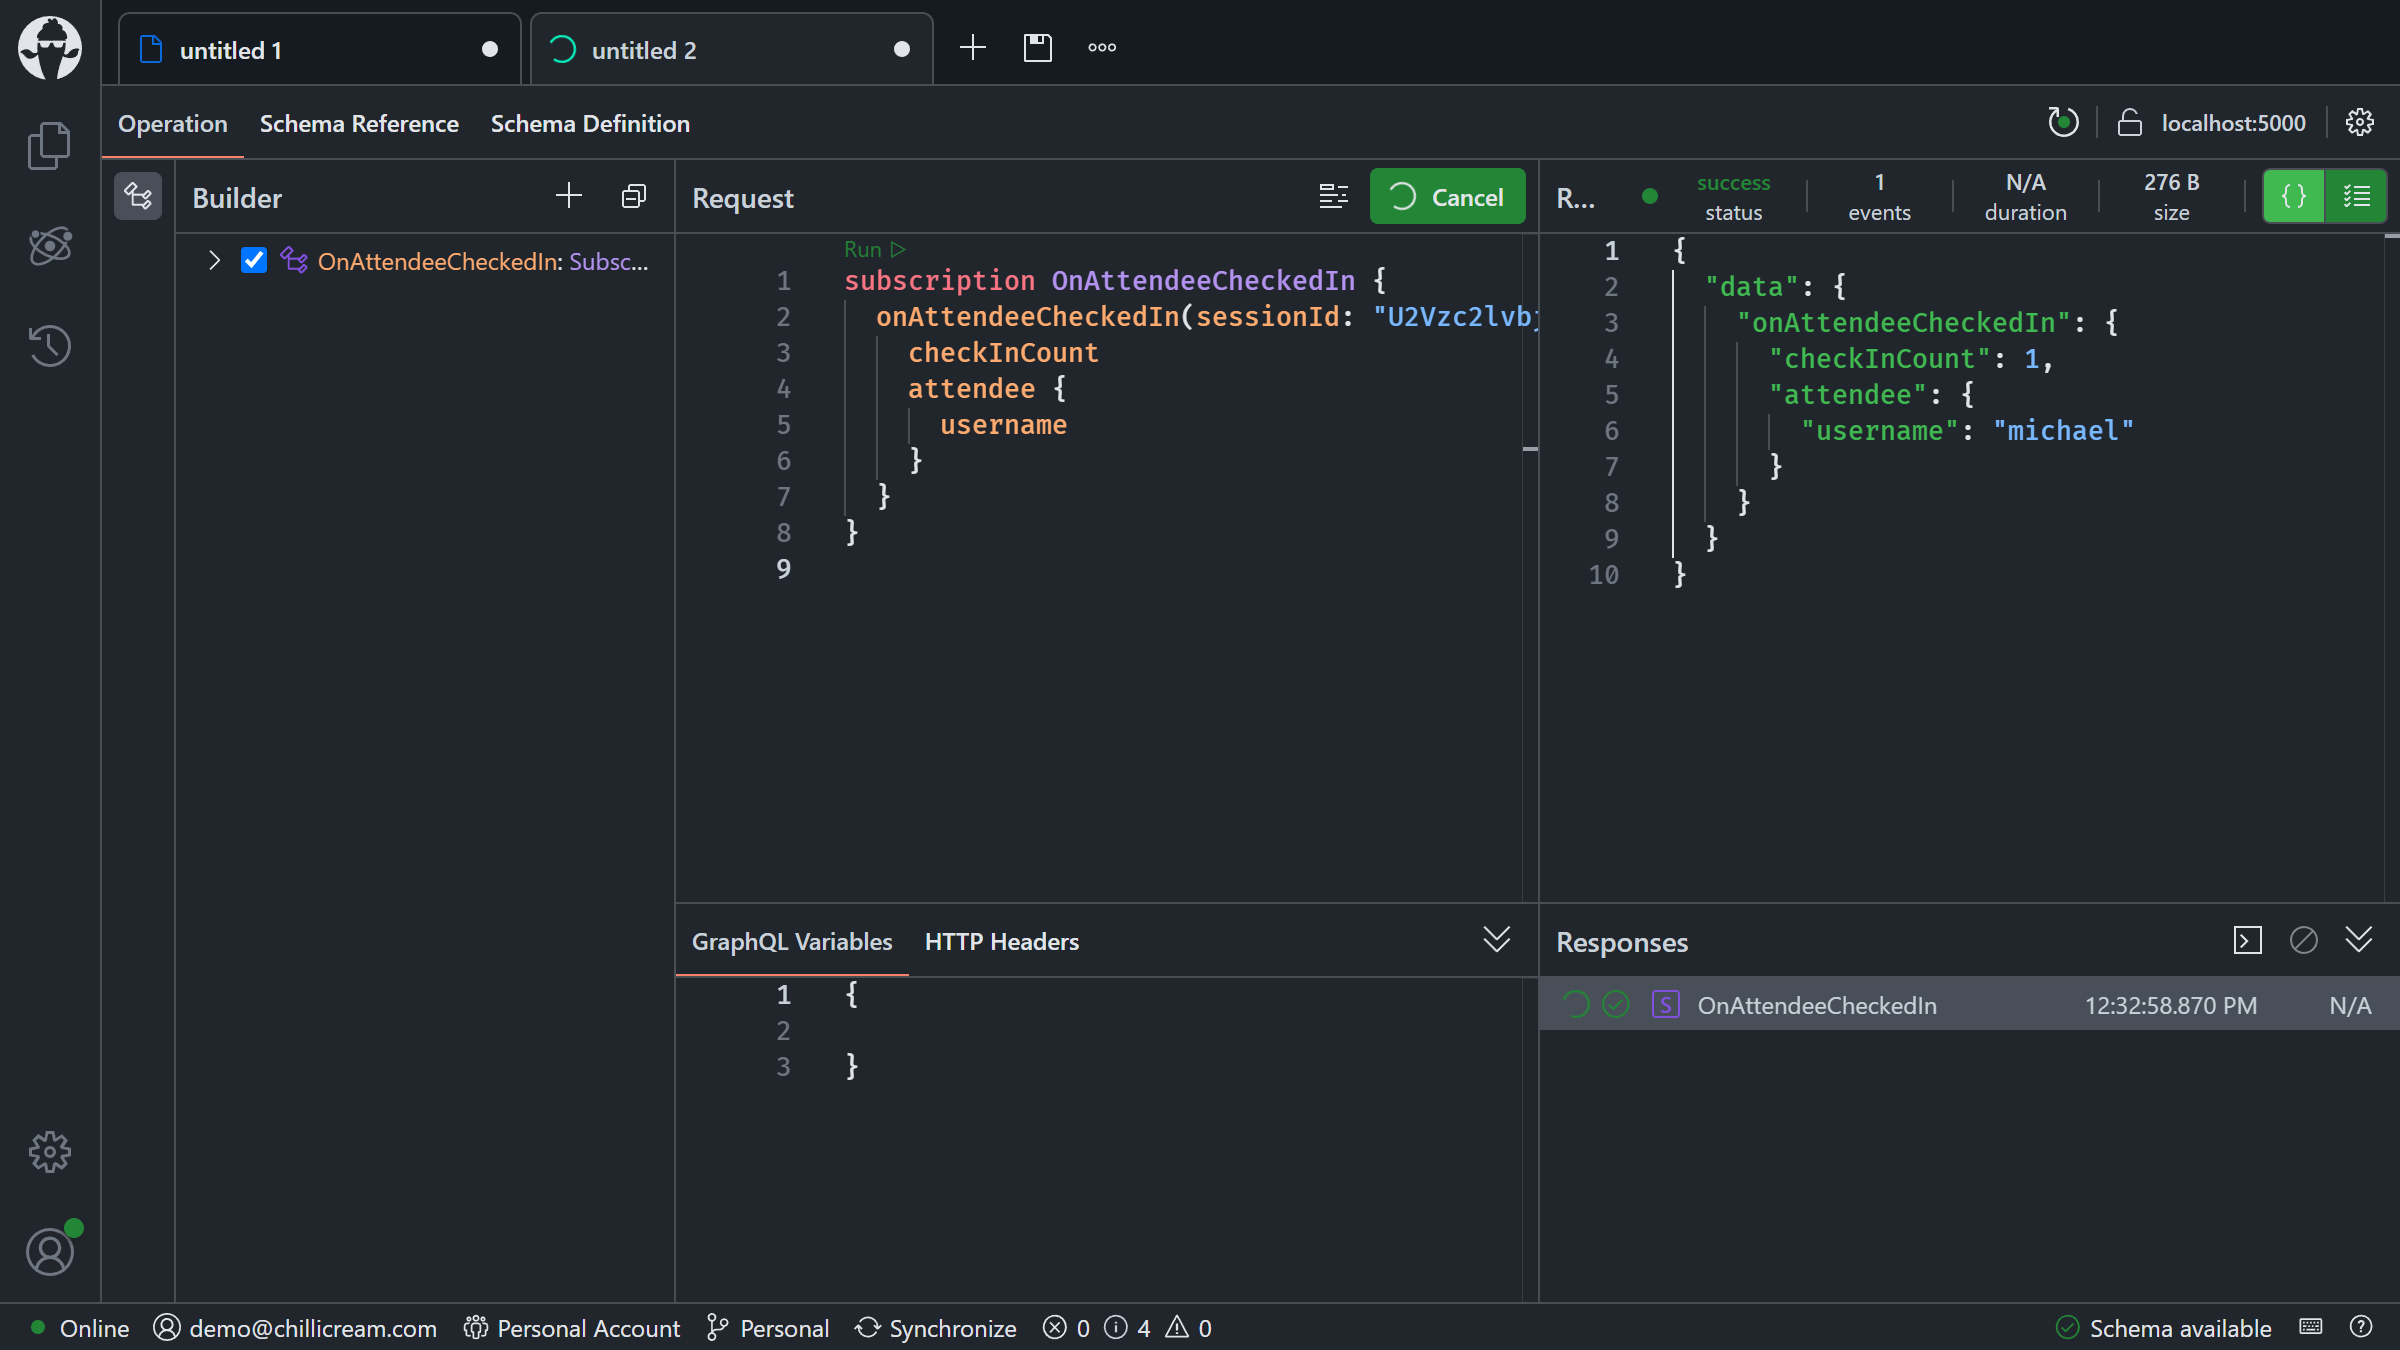 untitled 1
untitled 2
Operation
Schema Reference
Schema Definition
localhost:5000
Builder
OnAttendeeCheckedIn: Subsc...
Request
Cancel
Run
1 subscription OnAttendeeCheckedIn {
2 onAttendeeCheckedIn(sessionId: "U2Vzc2lvbj
3 checkInCount
4 attendee {
5 username
6 }
7 }
8 }
9
R...
success
status
1
events
N/A
duration
276 B
size
{}
1 {
2 "data": {
3 "onAttendeeCheckedIn": {
4 "checkInCount": 1,
5 "attendee": {
6 "username": "michael"
7 }
8 }
9 }
10 }
GraphQL Variables
HTTP Headers
1 {
2
3 }
Responses
S OnAttendeeCheckedIn 12:32:58.870 PM N/A
Online
demo@chillicream.com
Personal Account
Personal
Synchronize
0
4
0
Schema available